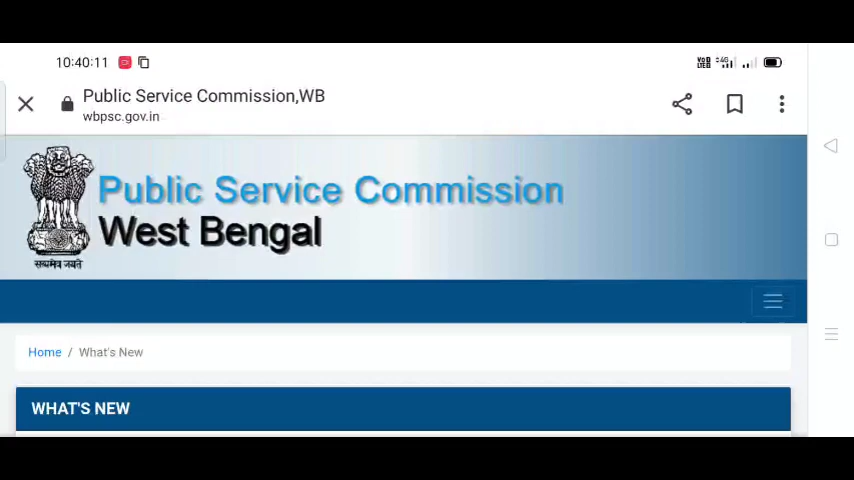 10:40:11
Public Service Commission,WB
wbpsc.gov.in
Public Service Commission
West Bengal
सत्यमेव जयते
Home / What's New
WHAT'S NEW